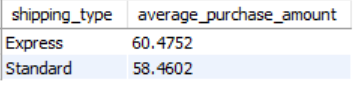 shipping_type average_purchase_amount
Express 60.4752
Standard 58.4602